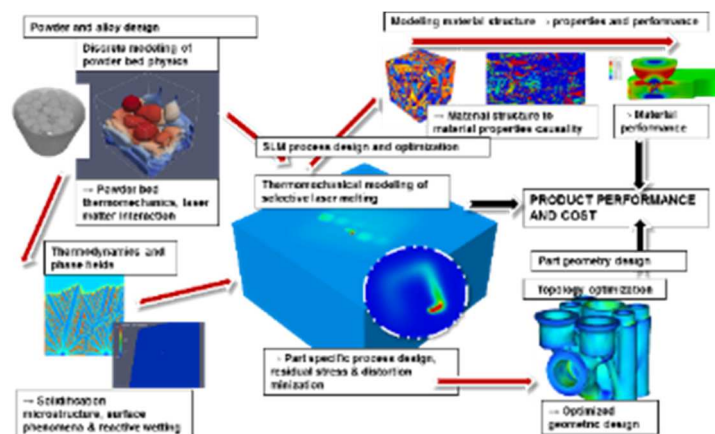 Powder and alloy design
Discrete modeling of
powder bed physics
→ Powder bed
thermomechanics, laser
matter interaction
Thermodynamics and
phase fields
→ Solidification
microstructure, surface
phenomena & reactive wetting
Modeling material structure → properties and performance
→ Material structure to
material properties causality
→ Material
performance
SLM process design and optimization
Thermomechanical modeling of
selective laser melting
→ Part specific process design,
residual stress & distortion
minization
PRODUCT PERFORMANCE
AND COST
Part geometry design
Topology optimization
→ Optimized
geometric design